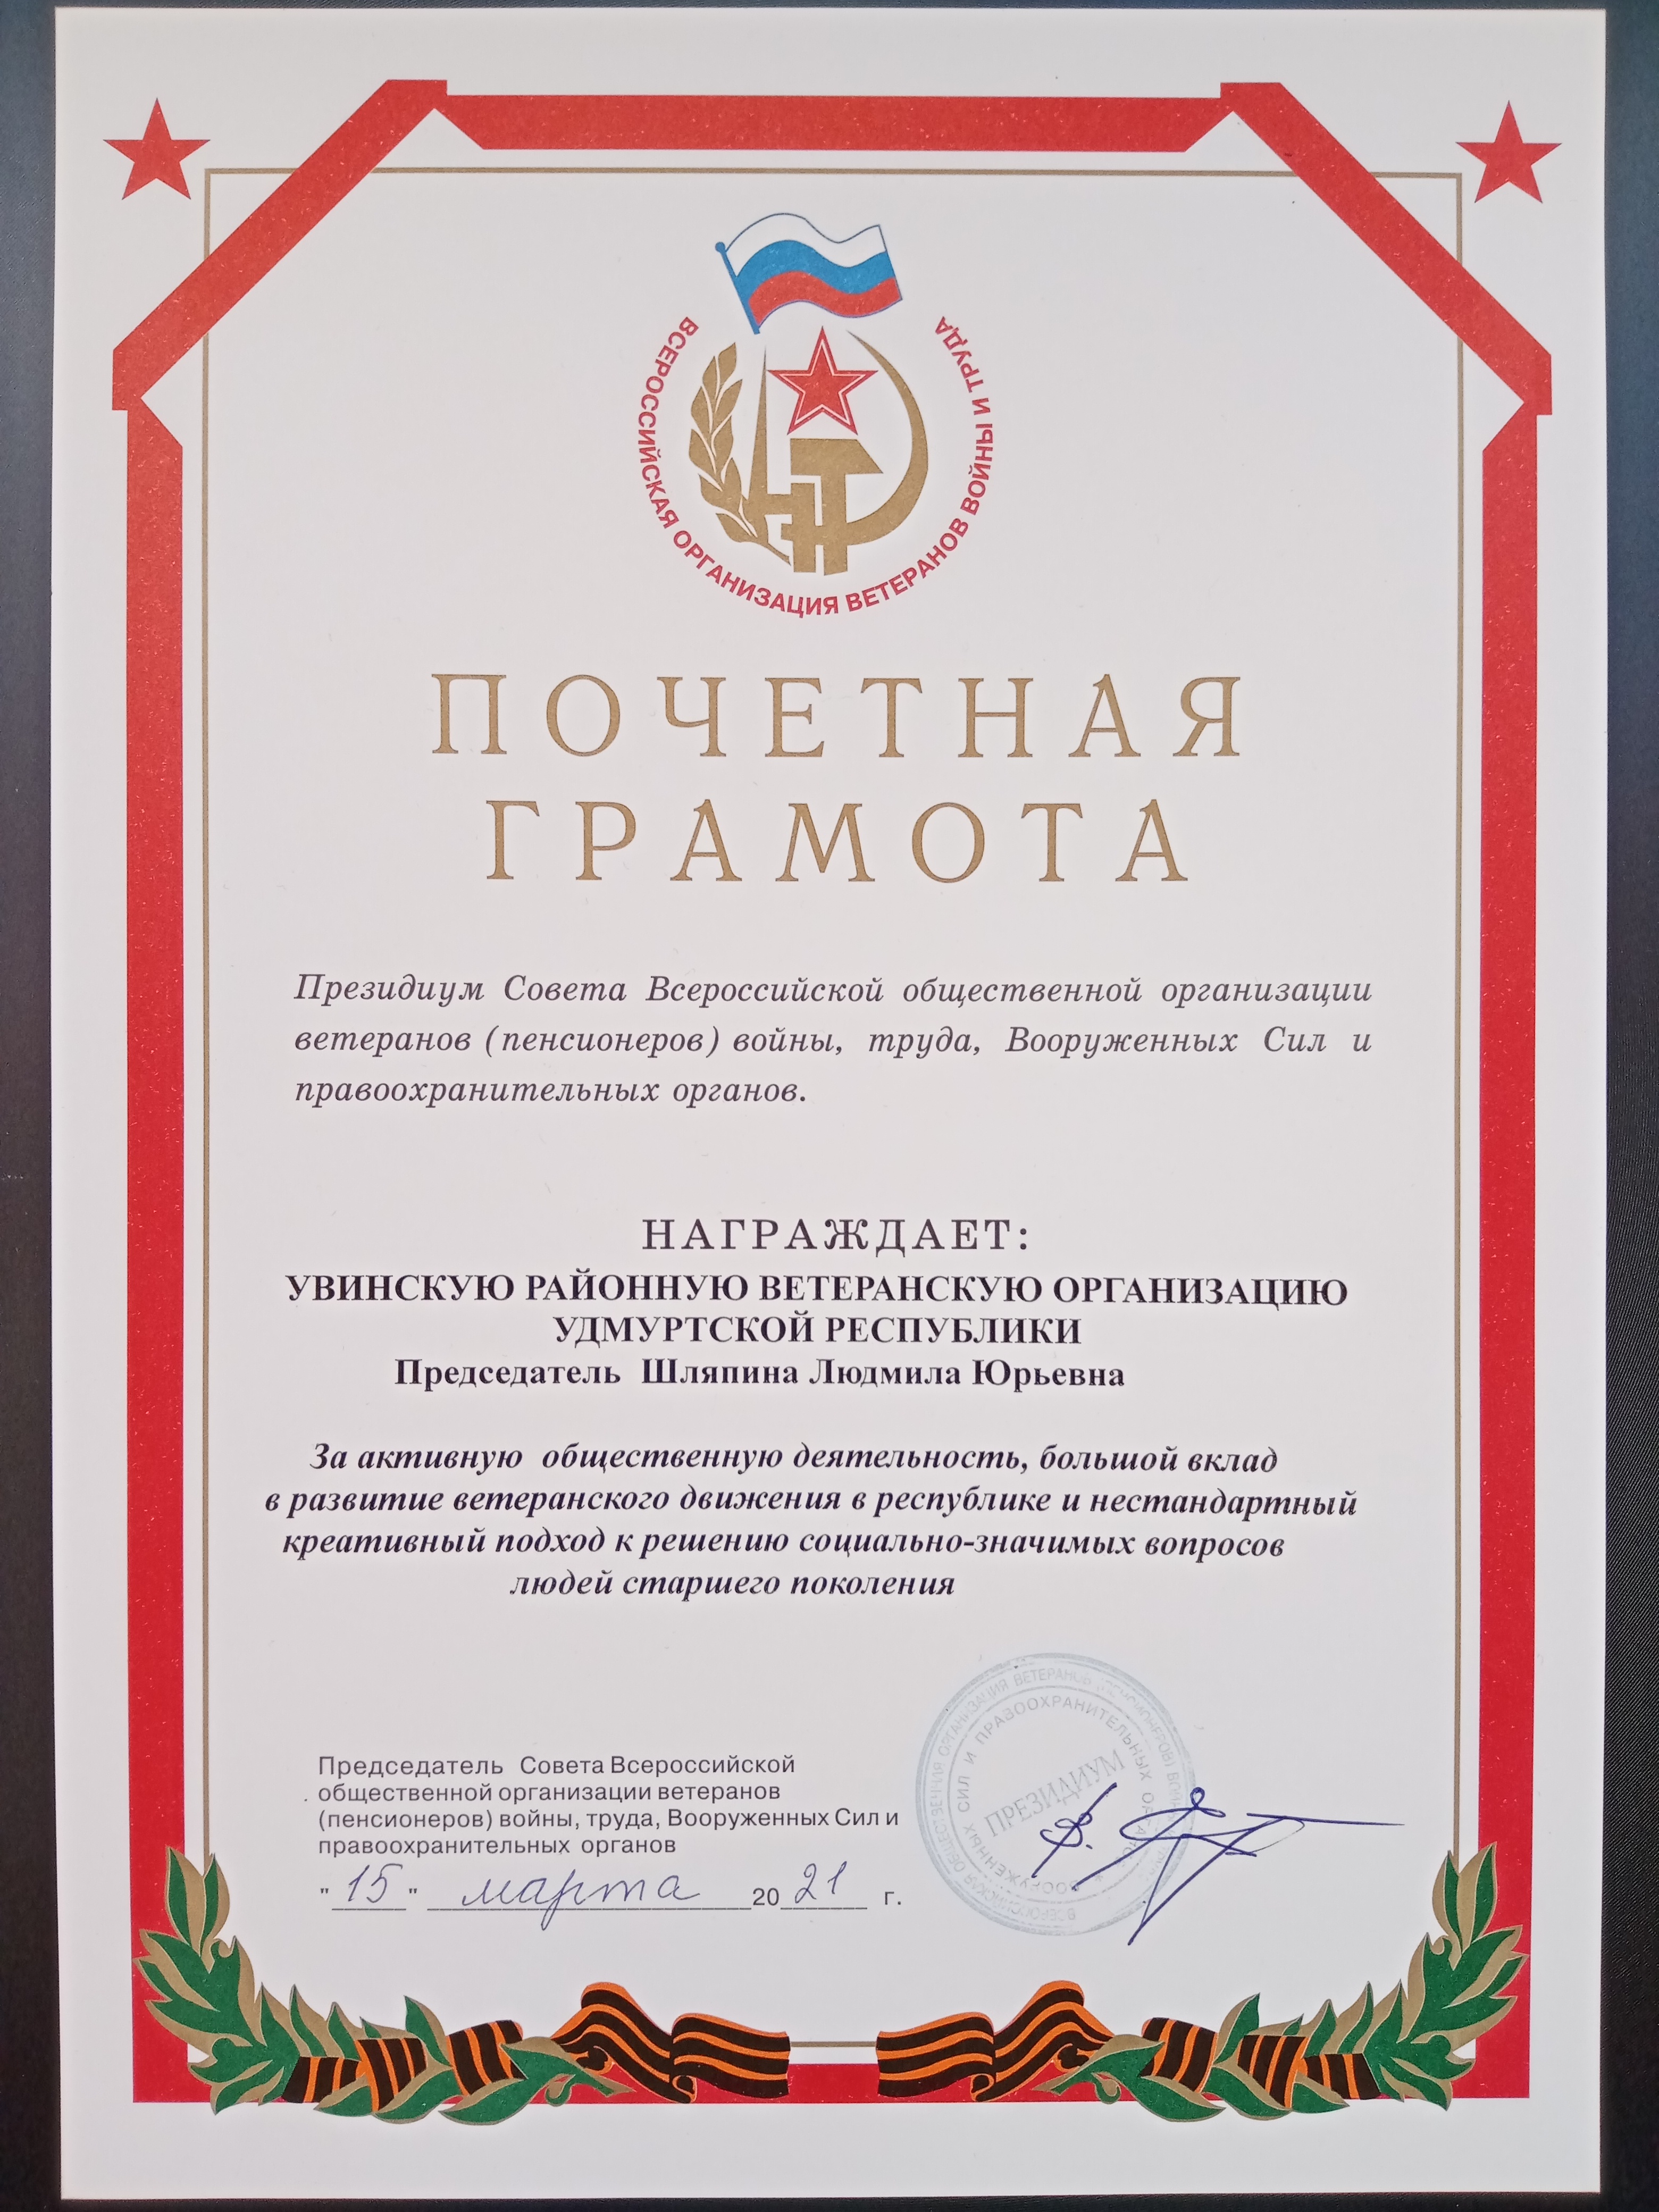 ВСЕРОССИЙСКАЯ ОРГАНИЗАЦИЯ ВЕТЕРАНОВ ВОЙНЫ И ТРУДА
ПОЧЕТНАЯ
ГРАМОТА
Президиум Совета Всероссийской общественной организации
ветеранов (пенсионеров) войны, труда, Вооруженных Сил и
правоохранительных органов.
НАГРАЖДАЕТ:
УВИНСКУЮ РАЙОННУЮ ВЕТЕРАНСКУЮ ОРГАНИЗАЦИЮ
УДМУРТСКОЙ РЕСПУБЛИКИ
Председатель Шляпина Людмила Юрьевна
За активную общественную деятельность, большой вклад
в развитие ветеранского движения в республике и нестандартный
креативный подход к решению социально-значимых вопросов
людей старшего поколения
Председатель Совета Всероссийской
общественной организации ветеранов
(пенсионеров) войны, труда, Вооруженных Сил и
правоохранительных органов
"15" марта 2021 г.
ПРЕЗИДИУМ